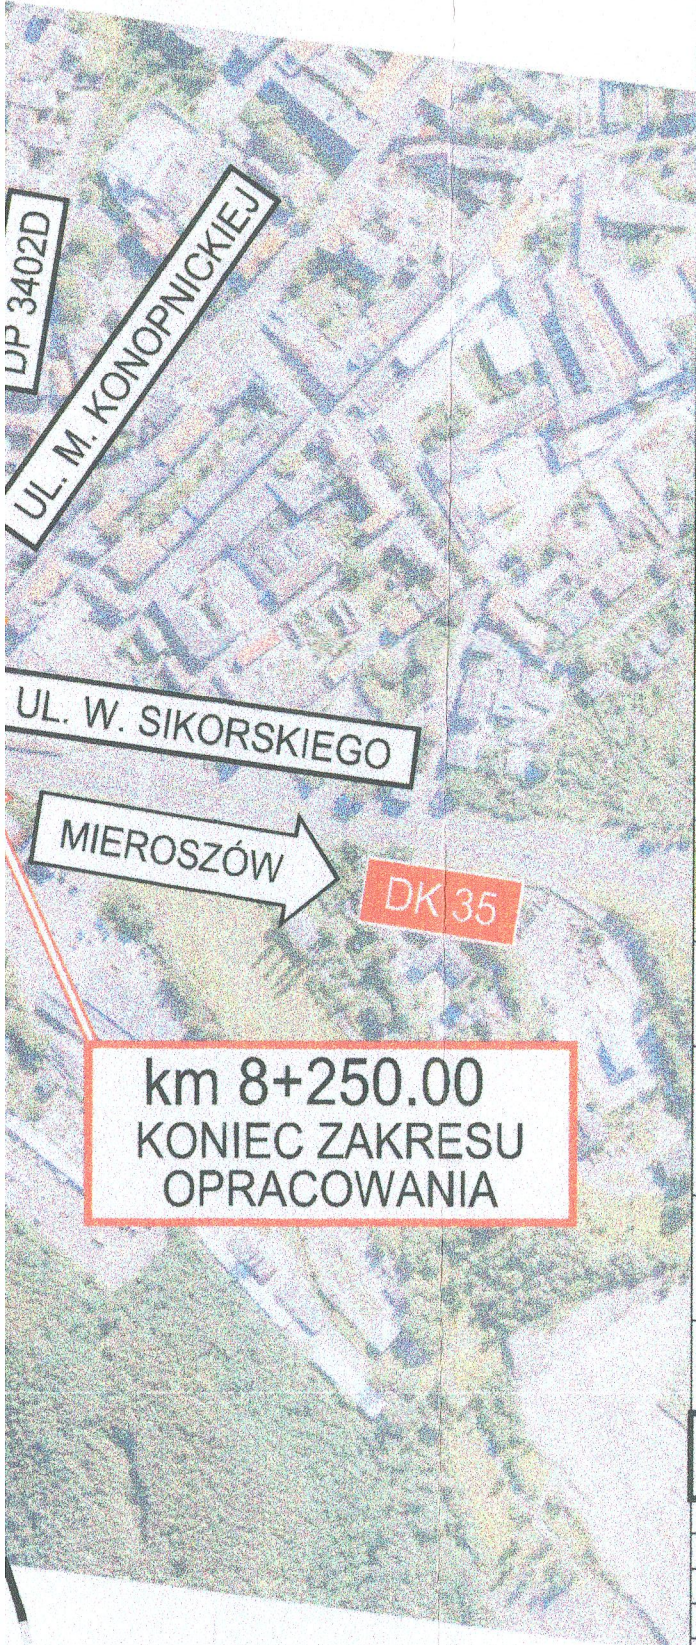 DP 3402D
UL. M. KONOPNICKIEJ
UL. W. SIKORSKIEGO
MIEROSZÓW
DK 35
km 8+250.00
KONIEC ZAKRESU
OPRACOWANIA